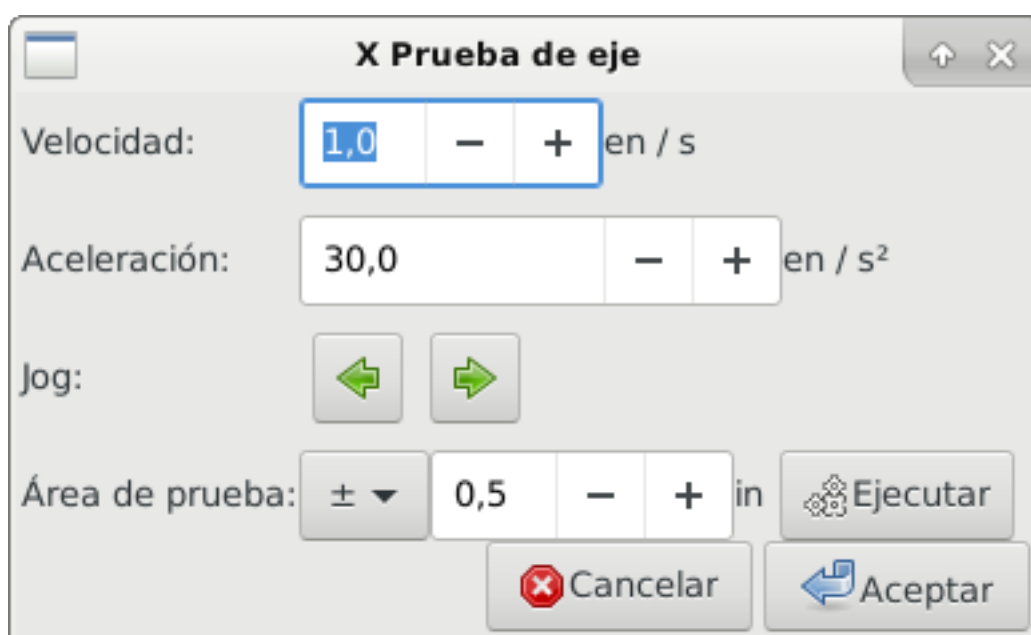 X Prueba de eje
Velocidad: 1,0 − + en / s
Aceleración: 30,0 − + en / s²
Jog:
Área de prueba: ± 0,5 − + in Ejecutar
Cancelar Aceptar